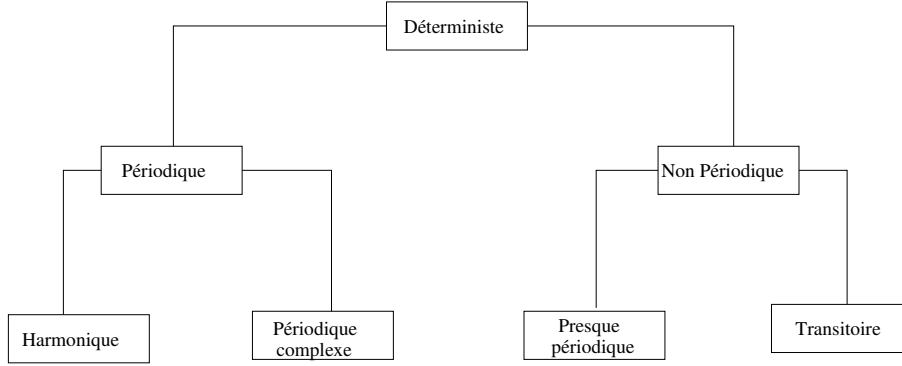 Déterministe
Périodique
Non Périodique
Harmonique
Périodique
complexe
Presque
périodique
Transitoire